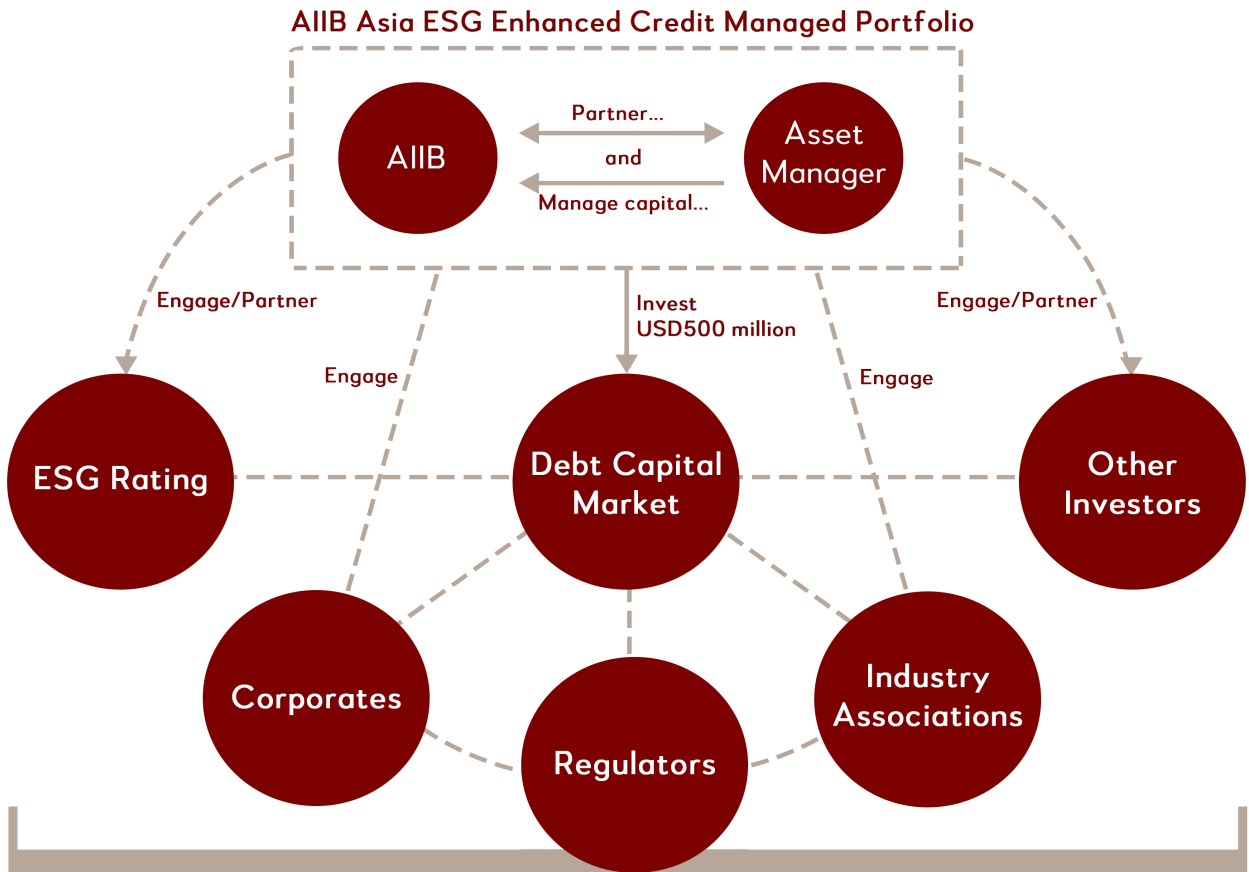 AIIB Asia ESG Enhanced Credit Managed Portfolio
AIIB
Partner...
and
Manage capital...
Asset
Manager
Engage/Partner
Invest
USD500 million
Engage/Partner
Engage
Engage
ESG Rating
Debt Capital
Market
Other
Investors
Corporates
Regulators
Industry
Associations